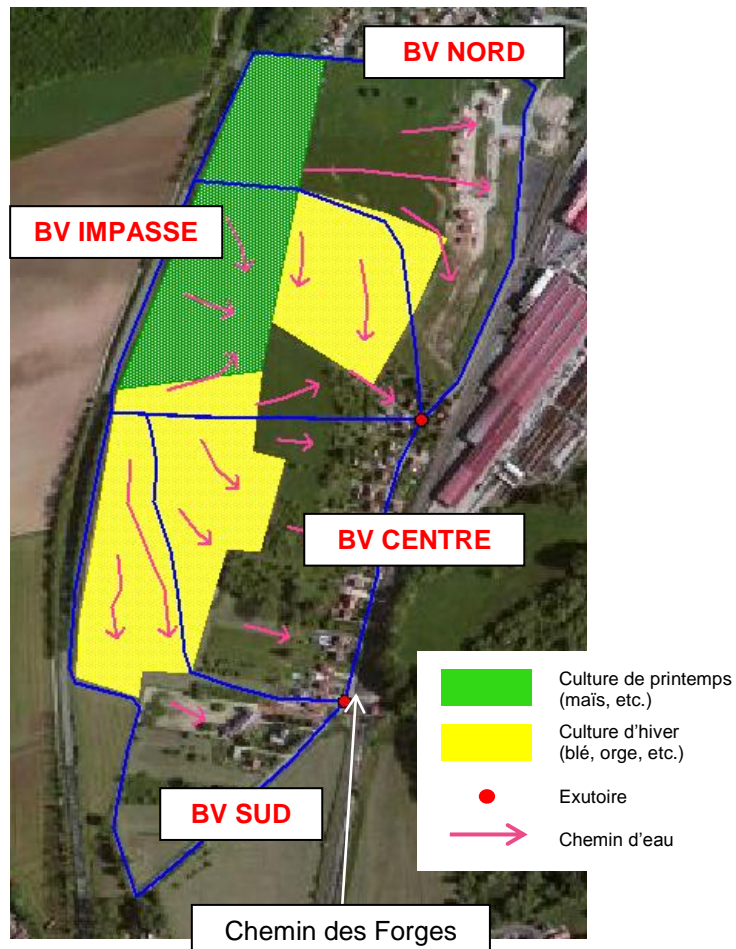 BV NORD
BV IMPASSE
BV CENTRE
Culture de printemps
(maïs, etc.)
Culture d'hiver
(blé, orge, etc.)
Exutoire
Chemin d'eau
BV SUD
Chemin des Forges